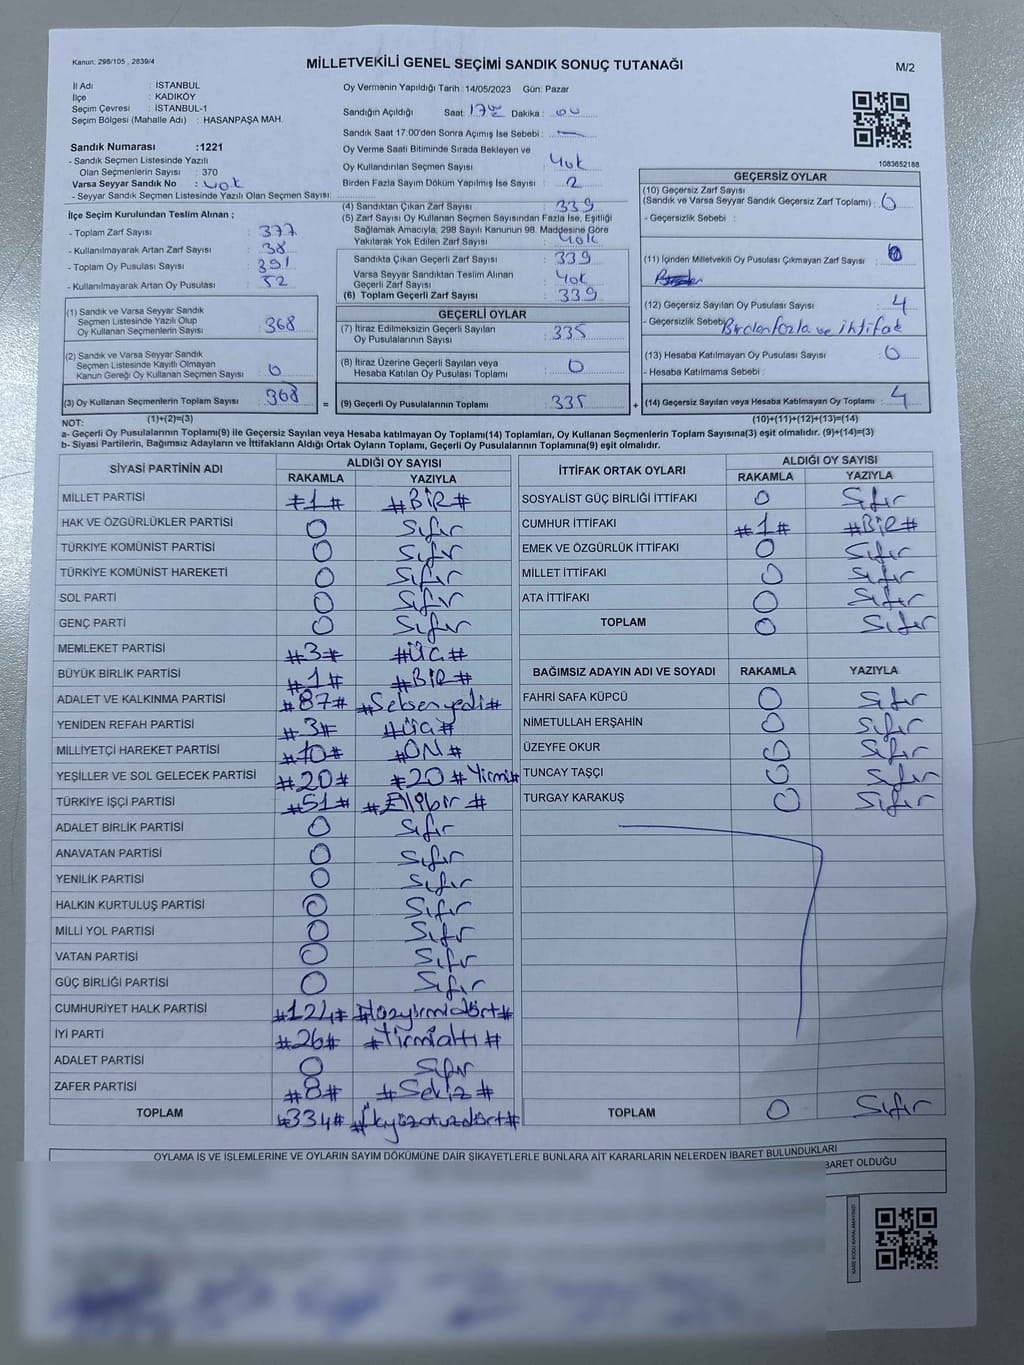 Kanun: 298/105 , 2839/4
MİLLETVEKİLİ GENEL SEÇİMİ SANDIK SONUÇ TUTANAĞI
M/2
İl Adı : İSTANBUL
İlçe : KADIKÖY
Seçim Çevresi : İSTANBUL-1
Seçim Bölgesi (Mahalle Adı) : HASANPAŞA MAH.
Sandık Numarası :1221
- Sandık Seçmen Listesinde Yazılı
Olan Seçmenlerin Sayısı : 370
Varsa Seyyar Sandık No : yok
- Seyyar Sandık Seçmen Listesinde Yazılı Olan Seçmen Sayısı:
İlçe Seçim Kurulundan Teslim Alınan ;
- Toplam Zarf Sayısı : 377
- Kullanılmayarak Artan Zarf Sayısı : 38
- Toplam Oy Pusulası Sayısı : 391
- Kullanılmayarak Artan Oy Pusulası : 52
(1) Sandık ve Varsa Seyyar Sandık
Seçmen Listesinde Yazılı Olup
Oy Kullanan Seçmenlerin Sayısı : 368
(2) Sandık ve Varsa Seyyar Sandık
Seçmen Listesinde Kayıtlı Olmayan
Kanun Gereği Oy Kullanan Seçmen Sayısı : 0
(3) Oy Kullanan Seçmenlerin Toplam Sayısı : 368
Oy Vermenin Yapıldığı Tarih : 14/05/2023 Gün: Pazar
Sandığın Açıldığı Saat: 17 00 Dakika : 00
Sandık Saat 17.00'den Sonra Açımış İse Sebebi : —
Oy Verme Saati Bitiminde Sırada Bekleyen ve
Oy Kullandırılan Seçmen Sayısı : Yok
Birden Fazla Sayım Döküm Yapılmış İse Sayısı : 2
(4) Sandıktan Çıkan Zarf Sayısı : 339
(5) Zarf Sayısı Oy Kullanan Seçmen Sayısından Fazla İse, Eşitliği
Sağlamak Amacıyla; 298 Sayılı Kanunun 98. Maddesine Göre
Yakılarak Yok Edilen Zarf Sayısı : Yok
Sandıkta Çıkan Geçerli Zarf Sayısı : 339
Varsa Seyyar Sandıktan Teslim Alınan
Geçerli Zarf Sayısı : Yok
(6) Toplam Geçerli Zarf Sayısı : 339
GEÇERLİ OYLAR
(7) İtiraz Edilmeksizin Geçerli Sayılan
Oy Pusulalarının Sayısı : 335
(8) İtiraz Üzerine Geçerli Sayılan veya
Hesaba Katılan Oy Pusulası Toplamı : 0
= (9) Geçerli Oy Pusulalarının Toplamı : 335
1083652188
GEÇERSİZ OYLAR
(10) Geçersiz Zarf Sayısı
(Sandık ve Varsa Seyyar Sandık Geçersiz Zarf Toplamı) : 0
- Geçersizlik Sebebi :
(11) İçinden Milletvekili Oy Pusulası Çıkmayan Zarf Sayısı : 0
(12) Geçersiz Sayılan Oy Pusulası Sayısı : 4
- Geçersizlik Sebebi: Birdenfazla ve ihtifak
(13) Hesaba Katılmayan Oy Pusulası Sayısı : 0
- Hesaba Katılmama Sebebi :
+ (14) Geçersiz Sayılan veya Hesaba Katılmayan Oy Toplamı : 4
NOT: (1)+(2)=(3) (10)+(11)+(12)+(13)=(14)
a- Geçerli Oy Pusulalarının Toplamı(9) ile Geçersiz Sayılan veya Hesaba katılmayan Oy Toplamı(14) Toplamları, Oy Kullanan Seçmenlerin Toplam Sayısına(3) eşit olmalıdır. (9)+(14)=(3)
b- Siyasi Partilerin, Bağımsız Adayların ve İttifakların Aldığı Ortak Oyların Toplamı, Geçerli Oy Pusulalarının Toplamına(9) eşit olmalıdır.
SİYASİ PARTİNİN ADI ALDIĞI OY SAYISI
RAKAMLA YAZIYLA
MİLLET PARTİSİ #1# #BİR#
HAK VE ÖZGÜRLÜKLER PARTİSİ 0 Sıfır
TÜRKİYE KOMÜNİST PARTİSİ 0 Sıfır
TÜRKİYE KOMÜNİST HAREKETİ 0 Sıfır
SOL PARTİ 0 Sıfır
GENÇ PARTİ 0 Sıfır
MEMLEKET PARTİSİ #3# #ÜÇ#
BÜYÜK BİRLİK PARTİSİ #1# #BİR#
ADALET VE KALKINMA PARTİSİ #87# #Seksenyedi#
YENİDEN REFAH PARTİSİ #3# #üç#
MİLLİYETÇİ HAREKET PARTİSİ #10# #ON#
YEŞİLLER VE SOL GELECEK PARTİSİ #20# #20 #Yirmi#
TÜRKİYE İŞÇİ PARTİSİ #51# #Ellibir#
ADALET BİRLİK PARTİSİ 0 Sıfır
ANAVATAN PARTİSİ 0 Sıfır
YENİLİK PARTİSİ 0 Sıfır
HALKIN KURTULUŞ PARTİSİ 0 Sıfır
MİLLİ YOL PARTİSİ 0 Sıfır
VATAN PARTİSİ 0 Sıfır
GÜÇ BİRLİĞİ PARTİSİ 0 Sıfır
CUMHURİYET HALK PARTİSİ #124# #Yüzyirmidört#
İYİ PARTİ #26# #Yirmialtı#
ADALET PARTİSİ 0 Sıfır
ZAFER PARTİSİ #8# #Sekiz#
TOPLAM #334# #Üçyüzotuzdört#
İTTİFAK ORTAK OYLARI ALDIĞI OY SAYISI
RAKAMLA YAZIYLA
SOSYALİST GÜÇ BİRLİĞİ İTTİFAKI 0 Sıfır
CUMHUR İTTİFAKI #1# #BİR#
EMEK VE ÖZGÜRLÜK İTTİFAKI 0 Sıfır
MİLLET İTTİFAKI 0 Sıfır
ATA İTTİFAKI 0 Sıfır
TOPLAM 0 Sıfır
BAĞIMSIZ ADAYIN ADI VE SOYADI RAKAMLA YAZIYLA
FAHRİ SAFA KÜPCÜ 0 Sıfır
NİMETULLAH ERŞAHİN 0 Sıfır
ÜZEYFE OKUR 0 Sıfır
TUNCAY TAŞÇI 0 Sıfır
TURGAY KARAKUŞ 0 Sıfır
TOPLAM 0 Sıfır
OYLAMA İŞ VE İŞLEMLERİNE VE OYLARIN SAYIM DÖKÜMÜNE DAİR ŞİKAYETLERLE BUNLARA AİT KARARLARIN NELERDEN İBARET BULUNDUKLARI
BARET OLDUĞU
KARE KODU KARALAMAYINIZ!